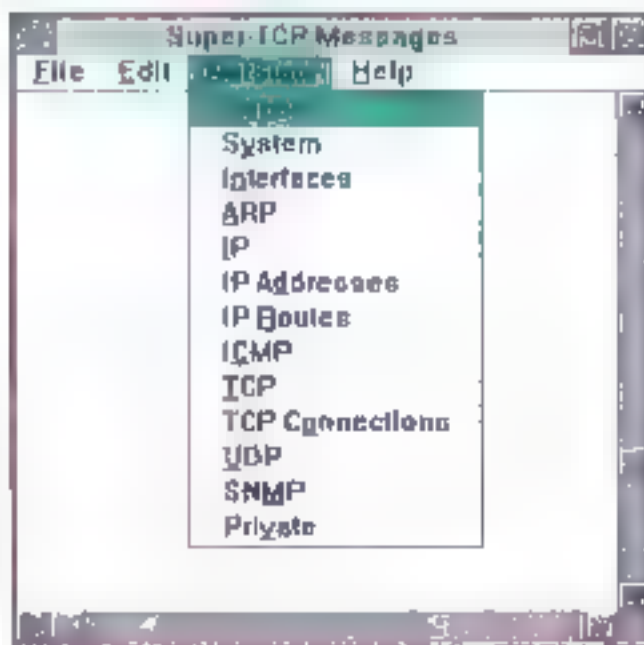 Super-TCP Messages
File Edit Help
System
Interfaces
ARP
IP
IP Addresses
IP Routes
ICMP
TCP
TCP Connections
UDP
SNMP
Private